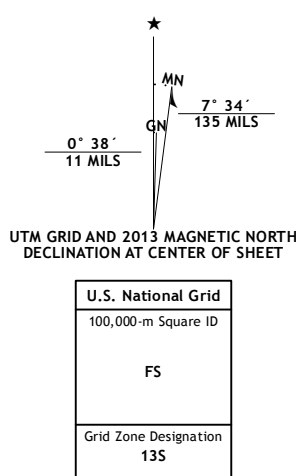 ★
MN
GN
7° 34´
135 MILS
0° 38´
11 MILS
UTM GRID AND 2013 MAGNETIC NORTH
DECLINATION AT CENTER OF SHEET
U.S. National Grid
100,000-m Square ID
FS
Grid Zone Designation
13S